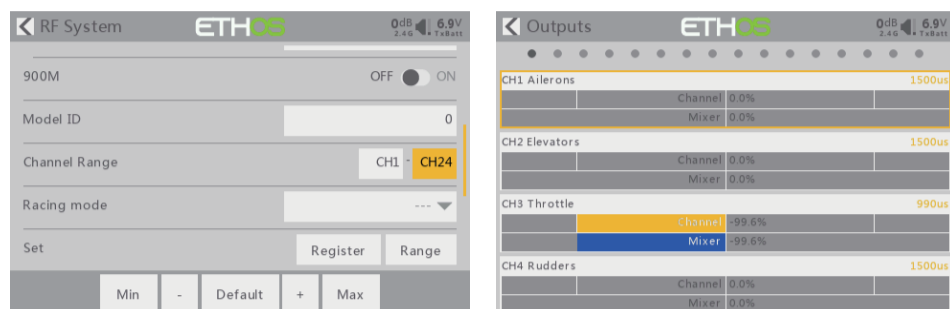 RF System
ETHOS
0dB
2.4G
6.9V
TxBatt
900M
OFF
ON
Model ID
0
Channel Range
CH1 - CH24
Racing mode
---
Set
Register
Range
Min
-
Default
+
Max
Outputs
ETHOS
0dB
2.4G
6.9V
TxBatt
CH1 Ailerons
1500us
Channel 0.0%
Mixer 0.0%
CH2 Elevators
1500us
Channel 0.0%
Mixer 0.0%
CH3 Throttle
990us
Channel -99.6%
Mixer -99.6%
CH4 Rudders
1500us
Channel 0.0%
Mixer 0.0%